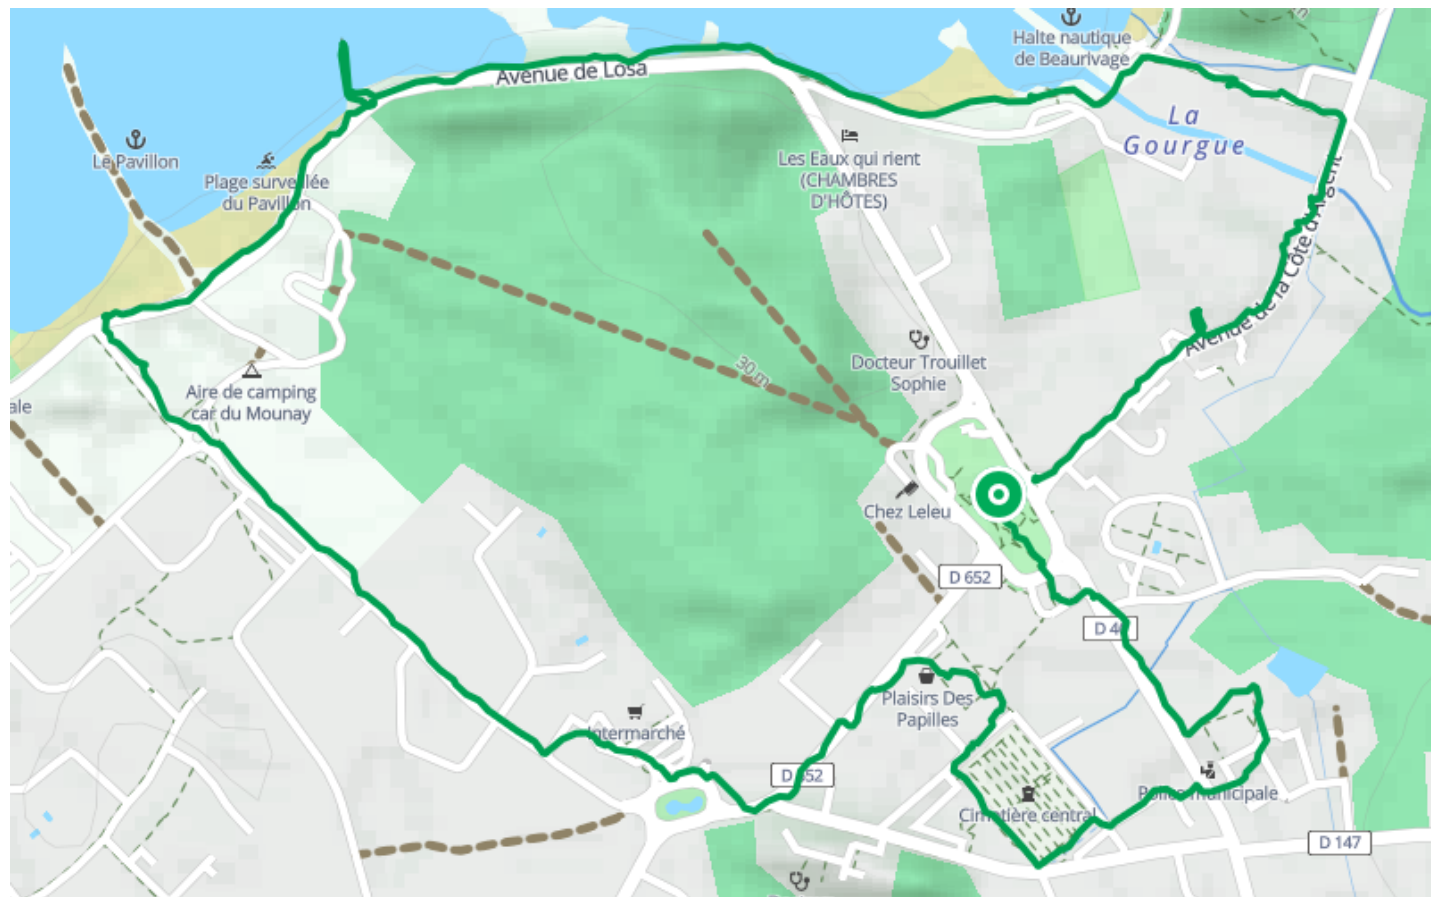 Halte nautique
de Beaurivage
Avenue de Losa
La
Gourgue
Le Pavillon
Plage surveillée
du Pavillon
Les Eaux qui rient
(CHAMBRES
D'HÔTES)
Avenue de la Côte d'Argent
30 m
Docteur Trouillet
Sophie
Aire de camping
car du Mounay
ale
Chez Leleu
D 652
D 46
Plaisirs Des
Papilles
Intermarché
D 652
Police municipale
Cimetière central
D 147